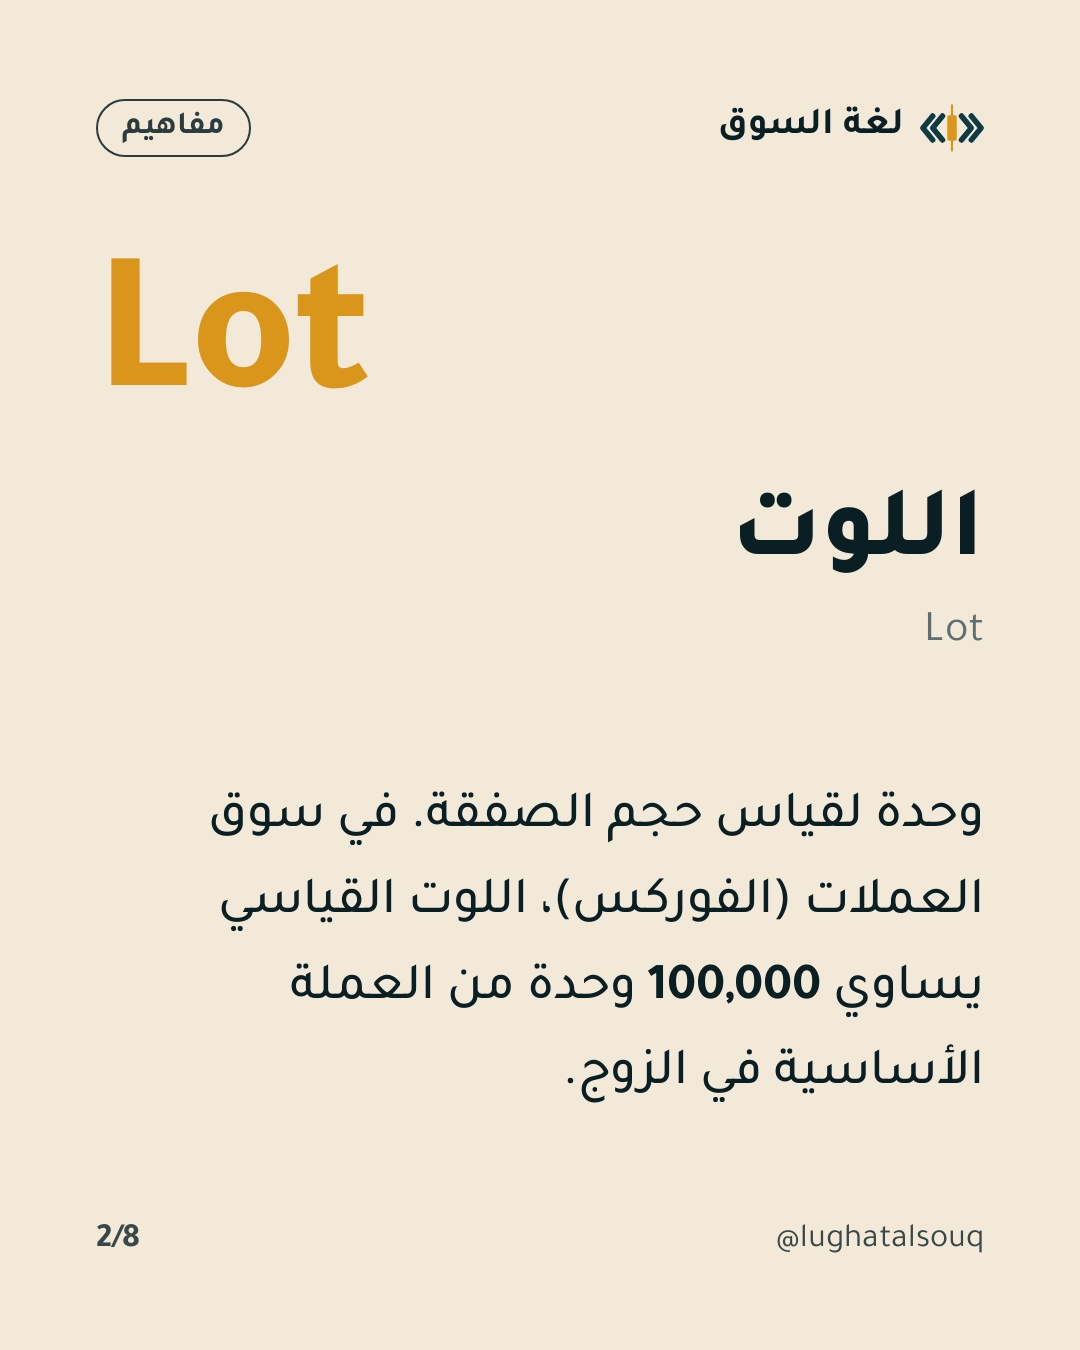 لغة السوق
مفاهيم
Lot
اللوت
Lot
وحدة لقياس حجم الصفقة. في سوق
العملات (الفوركس)، اللوت القياسي
يساوي 100,000 وحدة من العملة
الأساسية في الزوج.
@lughatalsouq
2/8